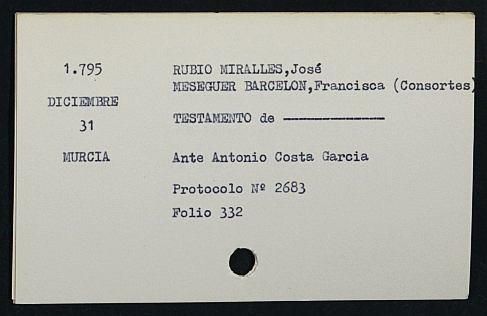 1.795
DICIEMBRE
31
MURCIA
RUBIO MIRALLES,José
MESEGUER BARCELON,Francisca (Consortes)
TESTAMENTO de ———————
Ante Antonio Costa Garcia
Protocolo Nº 2683
Folio 332